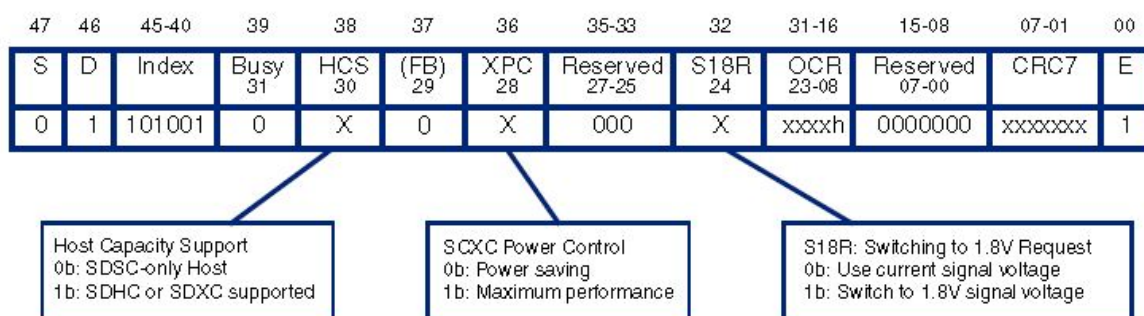 47 46 45-40 39 38 37 36 35-33 32 31-16 15-08 07-01 00
S D Index Busy HCS (FB) XPC Reserved S18R OCR Reserved CRC7 E
31 30 29 28 27-25 24 23-08 07-00
0 1 101001 0 X 0 X 000 X xxxxh 0000000 xxxxxxx 1
Host Capacity Support
0b: SDSC-only Host
1b: SDHC or SDXC supported
SCXC Power Control
0b: Power saving
1b: Maximum performance
S18R: Switching to 1.8V Request
0b: Use current signal voltage
1b: Switch to 1.8V signal voltage